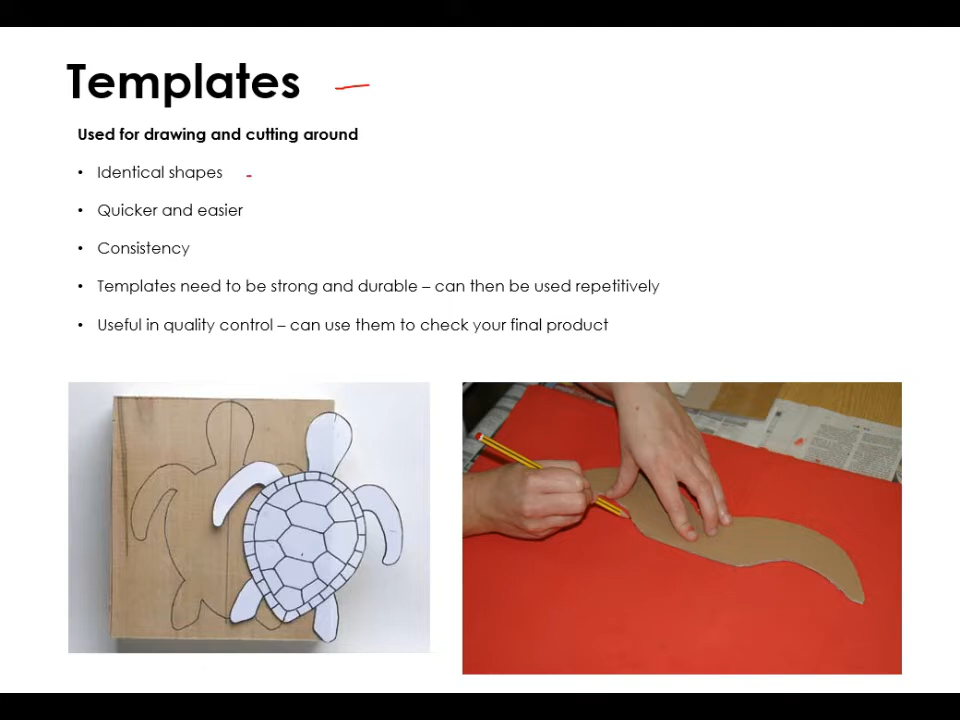 Templates
Used for drawing and cutting around
• Identical shapes
• Quicker and easier
• Consistency
• Templates need to be strong and durable – can then be used repetitively
• Useful in quality control – can use them to check your final product